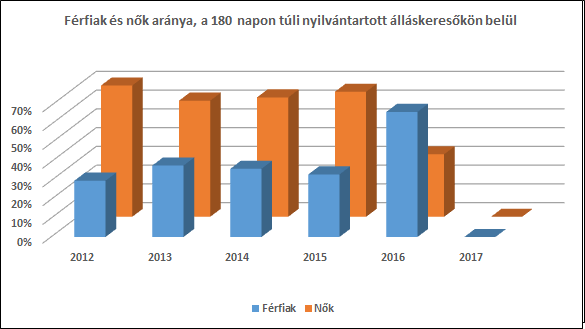 Férfiak és nők aránya, a 180 napon túli nyilvántartott álláskeresőkön belül
70%
60%
50%
40%
30%
20%
10%
0%
2012 2013 2014 2015 2016 2017
Férfiak Nők